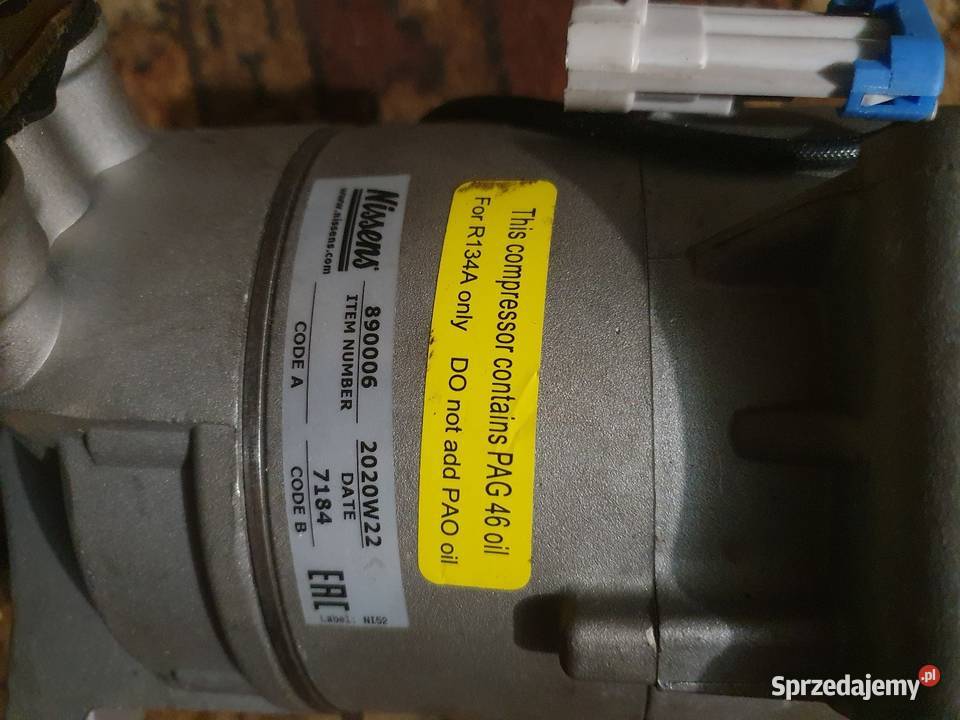 Nissens
www.nissens.com
890006
ITEM NUMBER
2020W22
DATE
CODE A
7184
CODE B
EAC
Label: NI52
This compressor contains PAG 46 oil
For R134A only DO not add PAO oil
Sprzedajemy.pl